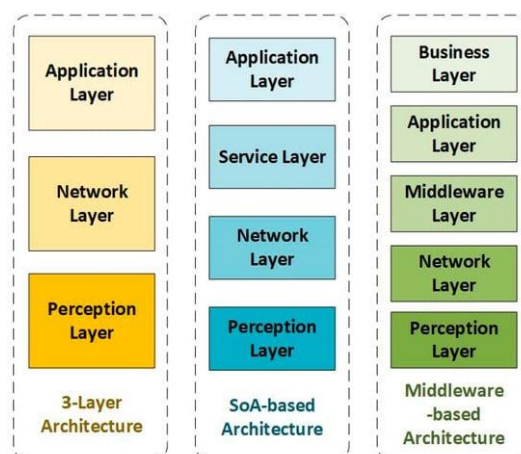 Application
Layer
Network
Layer
Perception
Layer
3-Layer
Architecture
Application
Layer
Service Layer
Network
Layer
Perception
Layer
SoA-based
Architecture
Business
Layer
Application
Layer
Middleware
Layer
Network
Layer
Perception
Layer
Middleware
-based
Architecture